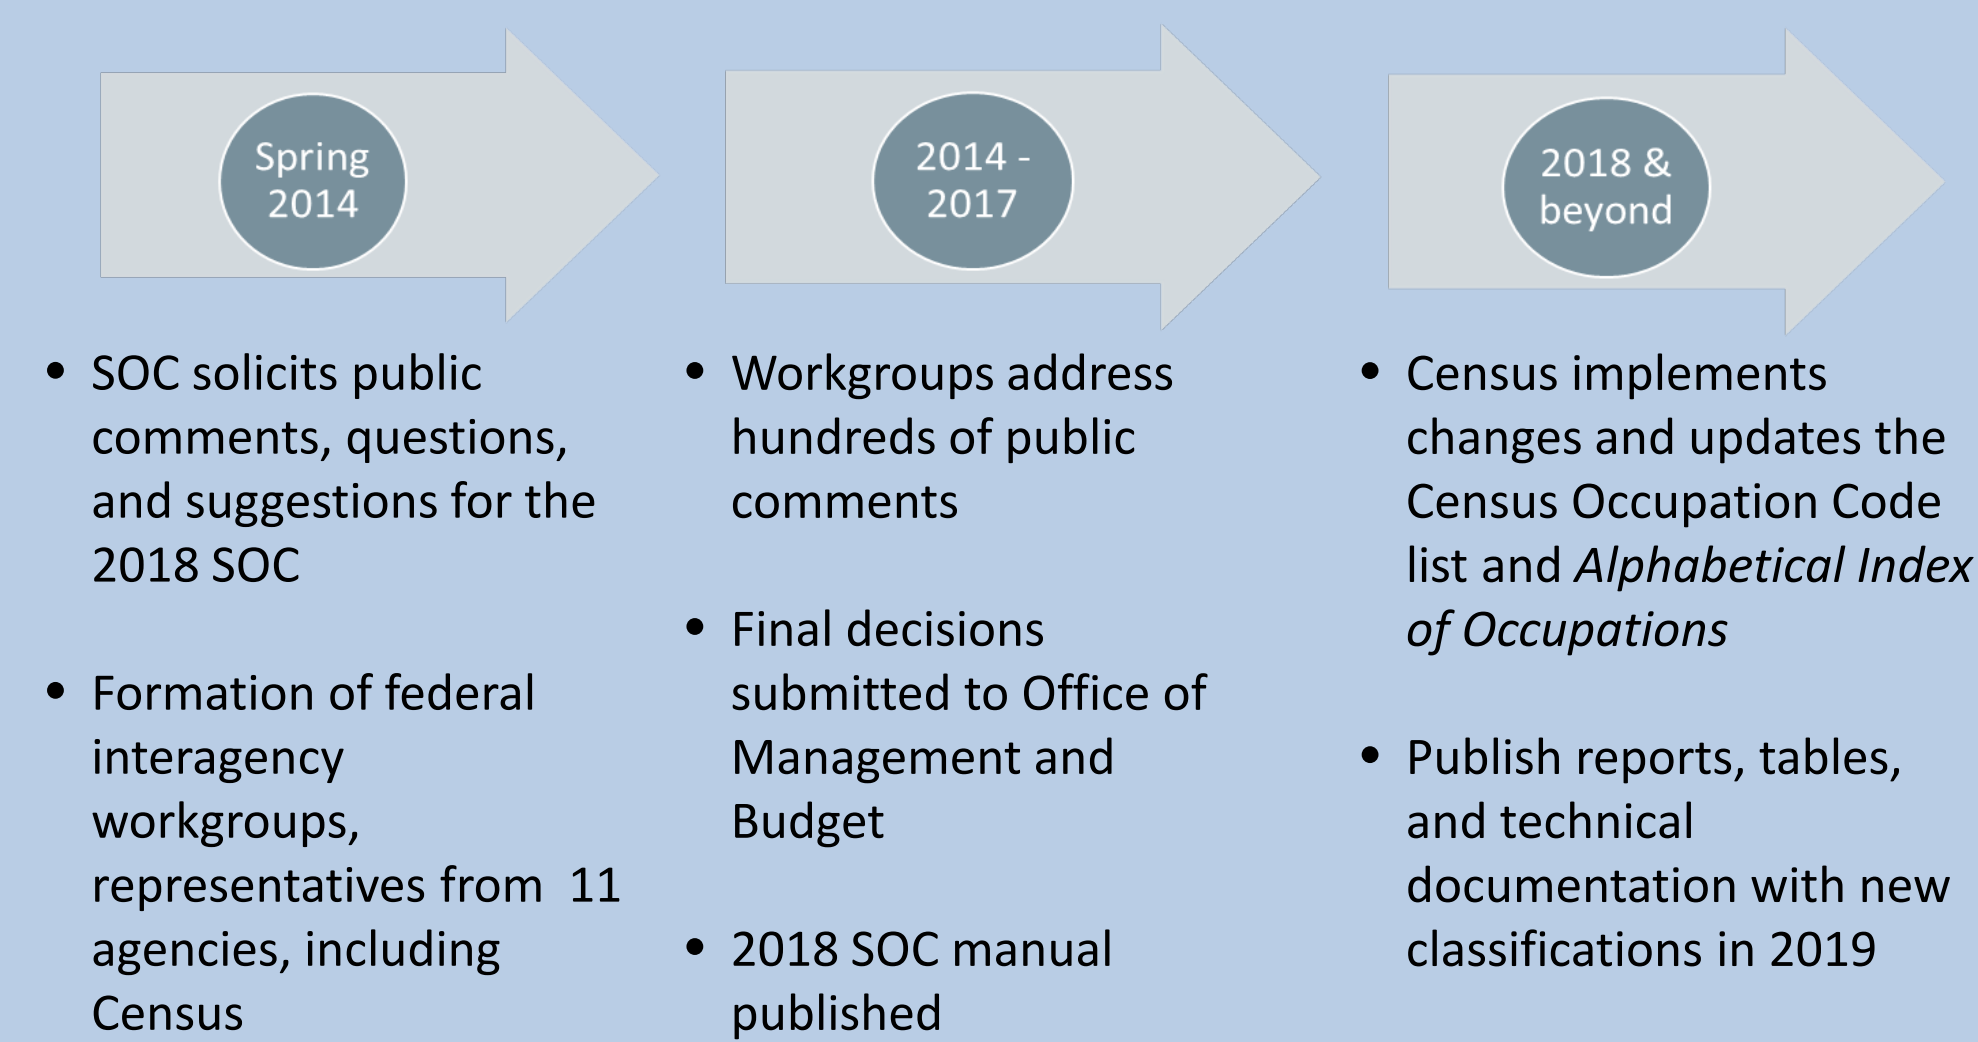 Spring
2014
• SOC solicits public
comments, questions,
and suggestions for the
2018 SOC
• Formation of federal
interagency
workgroups,
representatives from  11
agencies, including
Census
2014 -
2017
• Workgroups address
hundreds of public
comments
• Final decisions
submitted to Office of
Management and
Budget
• 2018 SOC manual
published
2018 &
beyond
• Census implements
changes and updates the
Census Occupation Code
list and Alphabetical Index
of Occupations
• Publish reports, tables,
and technical
documentation with new
classifications in 2019